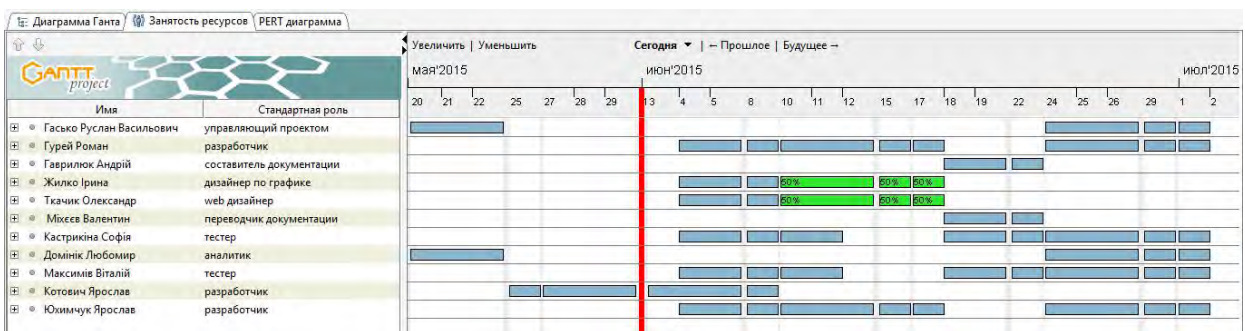 Диаграмма Ганта Занятость ресурсов PERT диаграмма
Увеличить | Уменьшить Сегодня ▼ | ← Прошлое | Будущее →
GANTT project
мая'2015 июн'2015 июл'2015
Имя Стандартная роль
20 21 22 25 27 28 29 3 4 5 8 10 11 12 15 17 18 19 22 24 25 26 29 1 2
Гасько Руслан Васильович управляющий проектом
Гурей Роман разработчик
Гаврилюк Андрій составитель документации
Жилко Ірина дизайнер по графике 50% 50% 50%
Ткачик Олександр web дизайнер 50% 50% 50%
Міхєєв Валентин переводчик документации
Кастрикіна Софія тестер
Домінік Любомир аналитик
Максимів Віталій тестер
Котович Ярослав разработчик
Юхимчук Ярослав разработчик